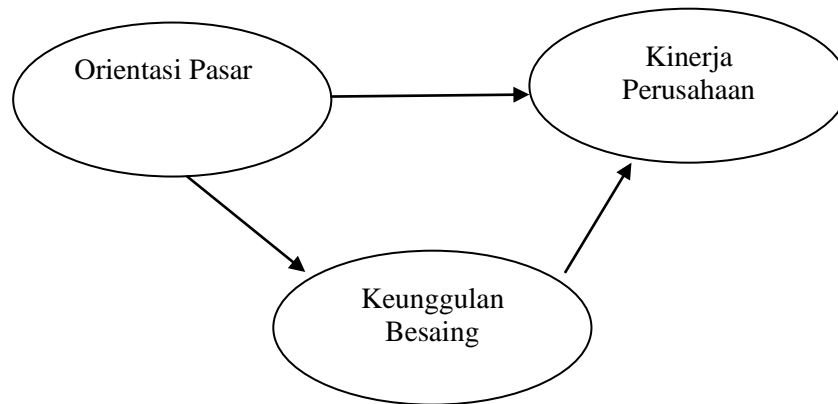 Orientasi Pasar
Kinerja
Perusahaan
Keunggulan
Besaing